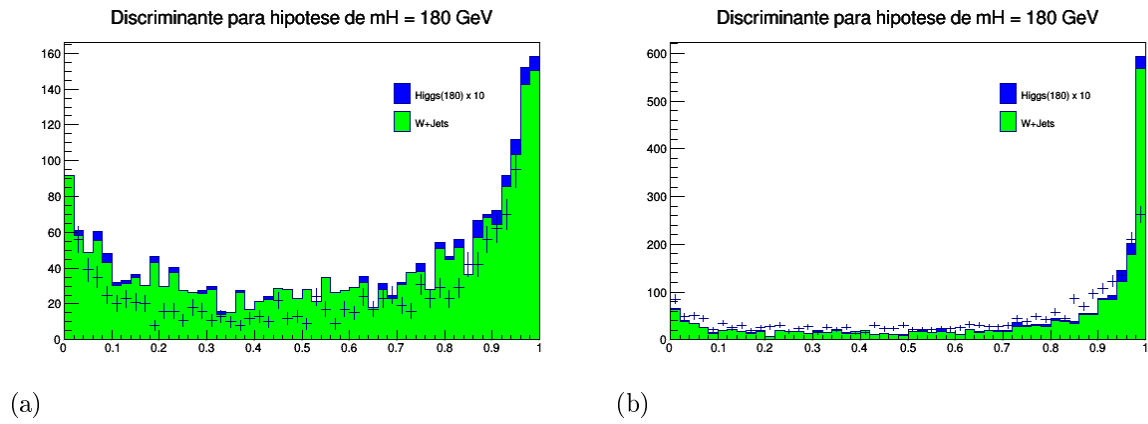 Discriminante para hipotese de mH = 180 GeV
160
140
120
100
80
60
40
20
0
Higgs(180) x 10
W+Jets
0 0.1 0.2 0.3 0.4 0.5 0.6 0.7 0.8 0.9 1
(a)
Discriminante para hipotese de mH = 180 GeV
600
500
400
300
200
100
0
Higgs(180) x 10
W+Jets
0 0.1 0.2 0.3 0.4 0.5 0.6 0.7 0.8 0.9 1
(b)